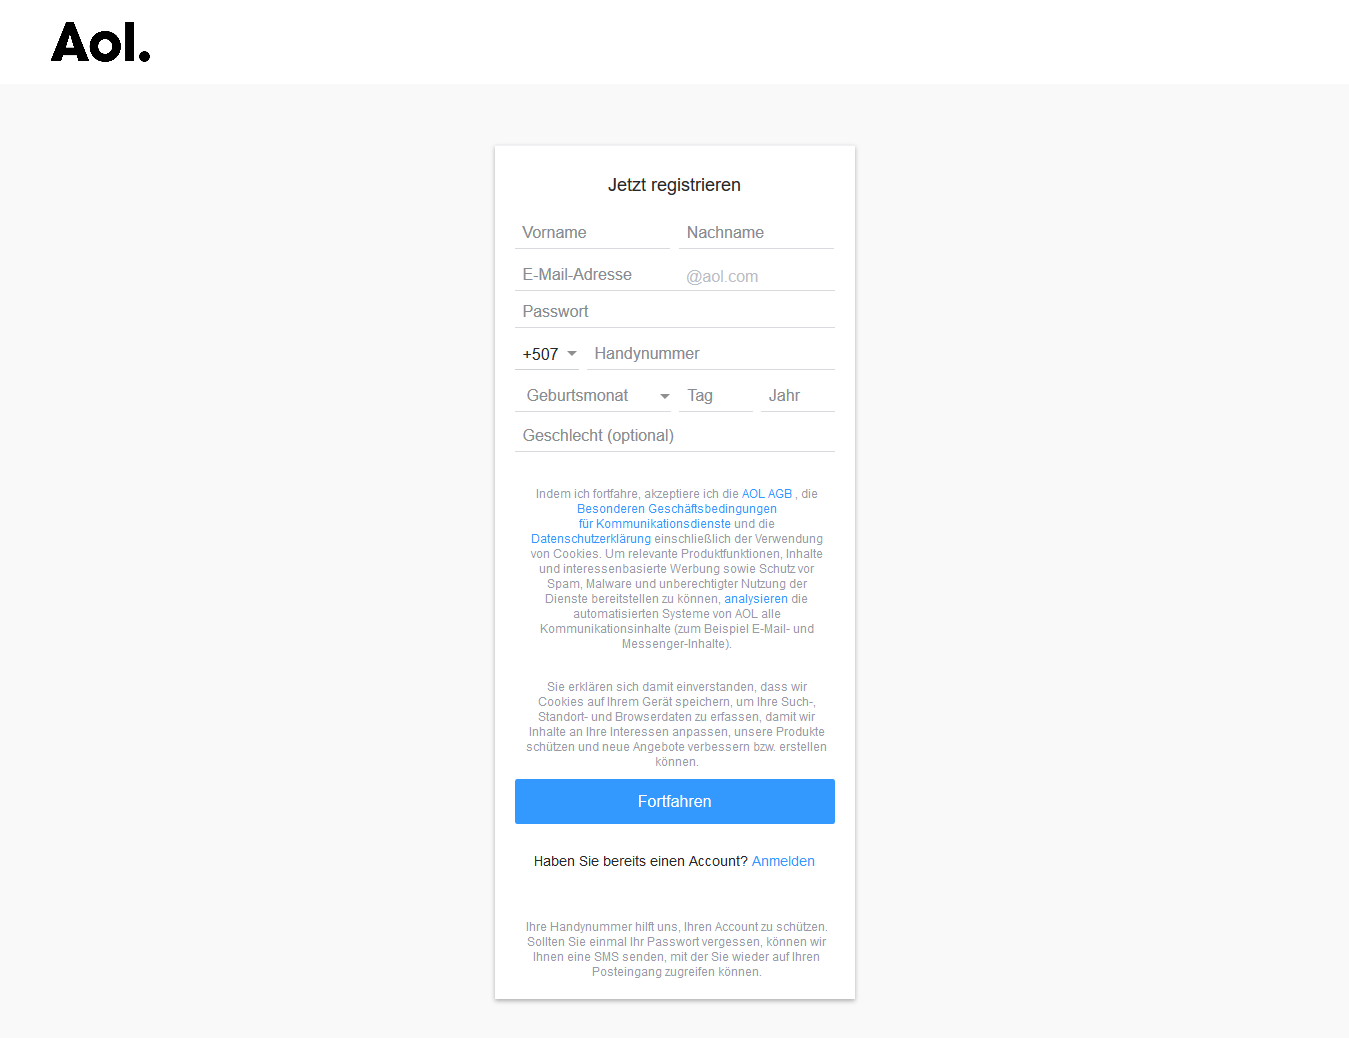 Aol.
Jetzt registrieren
Vorname Nachname
E-Mail-Adresse @aol.com
Passwort
+507 Handynummer
Geburtsmonat Tag Jahr
Geschlecht (optional)
Indem ich fortfahre, akzeptiere ich die AOL AGB , die
Besonderen Geschäftsbedingungen
für Kommunikationsdienste und die
Datenschutzerklärung einschließlich der Verwendung
von Cookies. Um relevante Produktfunktionen, Inhalte
und interessenbasierte Werbung sowie Schutz vor
Spam, Malware und unberechtigter Nutzung der
Dienste bereitstellen zu können, analysieren die
automatisierten Systeme von AOL alle
Kommunikationsinhalte (zum Beispiel E-Mail- und
Messenger-Inhalte).
Sie erklären sich damit einverstanden, dass wir
Cookies auf Ihrem Gerät speichern, um Ihre Such-,
Standort- und Browserdaten zu erfassen, damit wir
Inhalte an Ihre Interessen anpassen, unsere Produkte
schützen und neue Angebote verbessern bzw. erstellen
können.
Fortfahren
Haben Sie bereits einen Account? Anmelden
Ihre Handynummer hilft uns, Ihren Account zu schützen.
Sollten Sie einmal Ihr Passwort vergessen, können wir
Ihnen eine SMS senden, mit der Sie wieder auf Ihren
Posteingang zugreifen können.